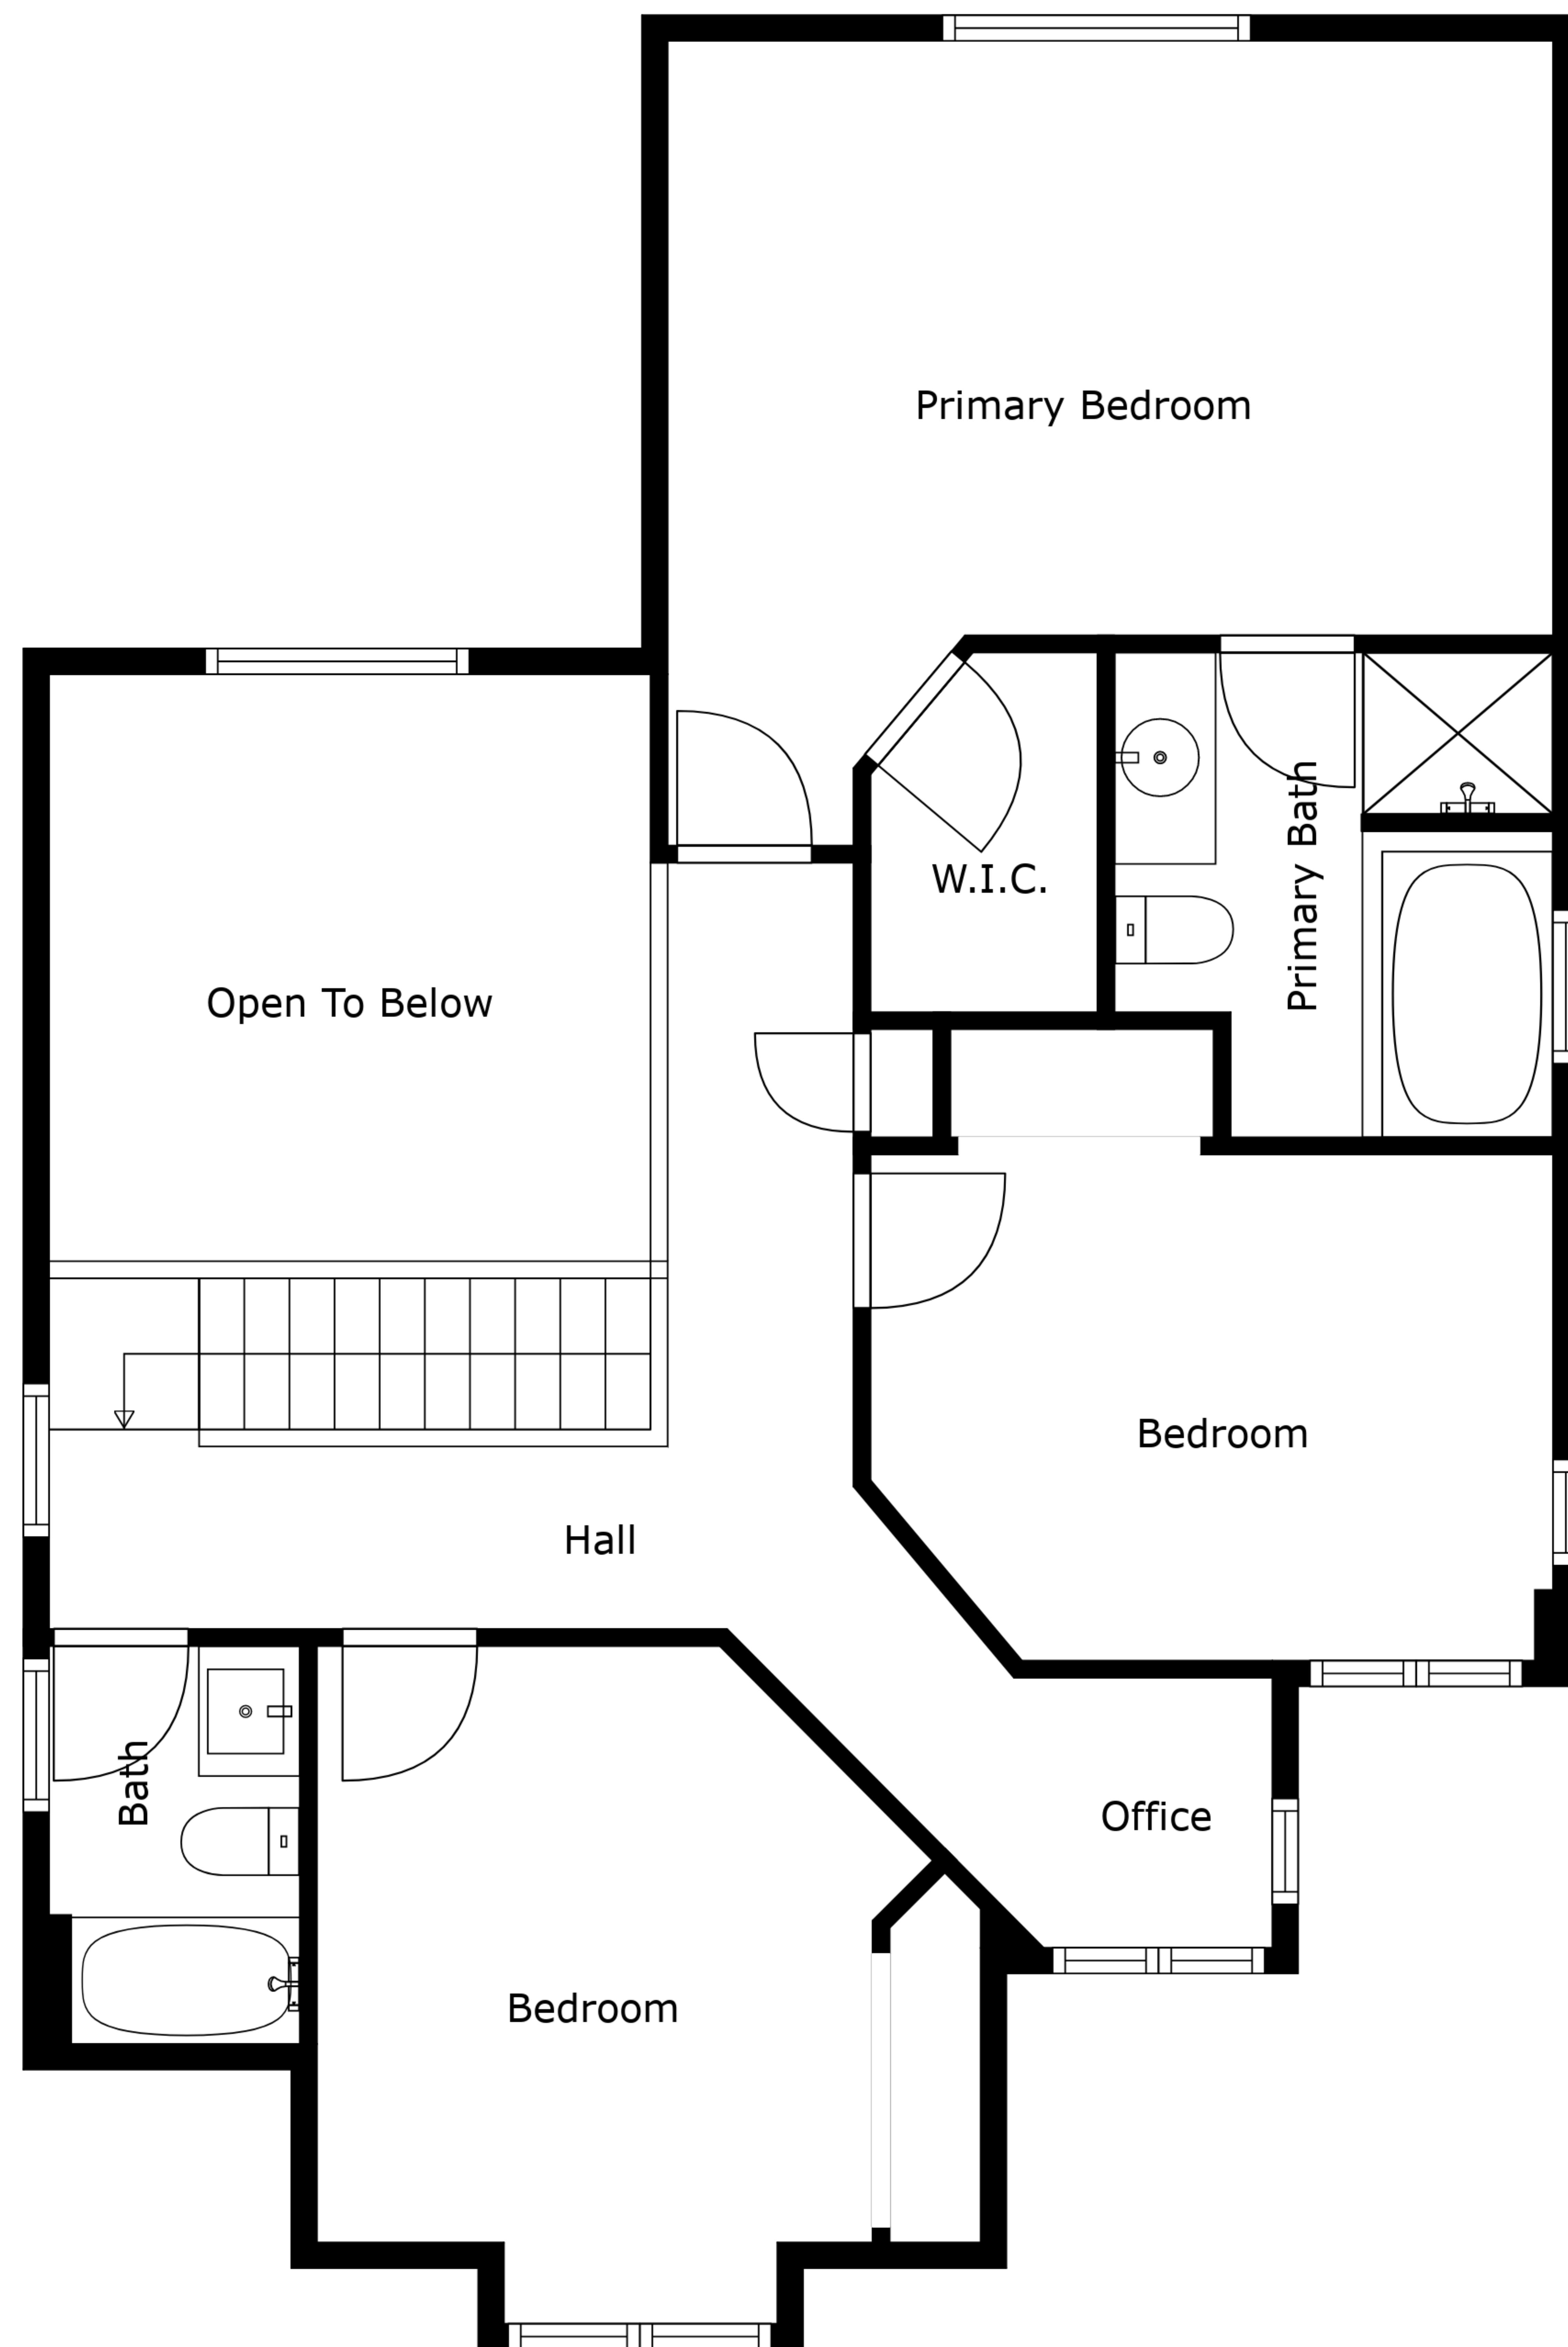 Primary Bedroom
W.I.C.
Primary Bath
Open To Below
Bedroom
Hall
Bath
Office
Bedroom